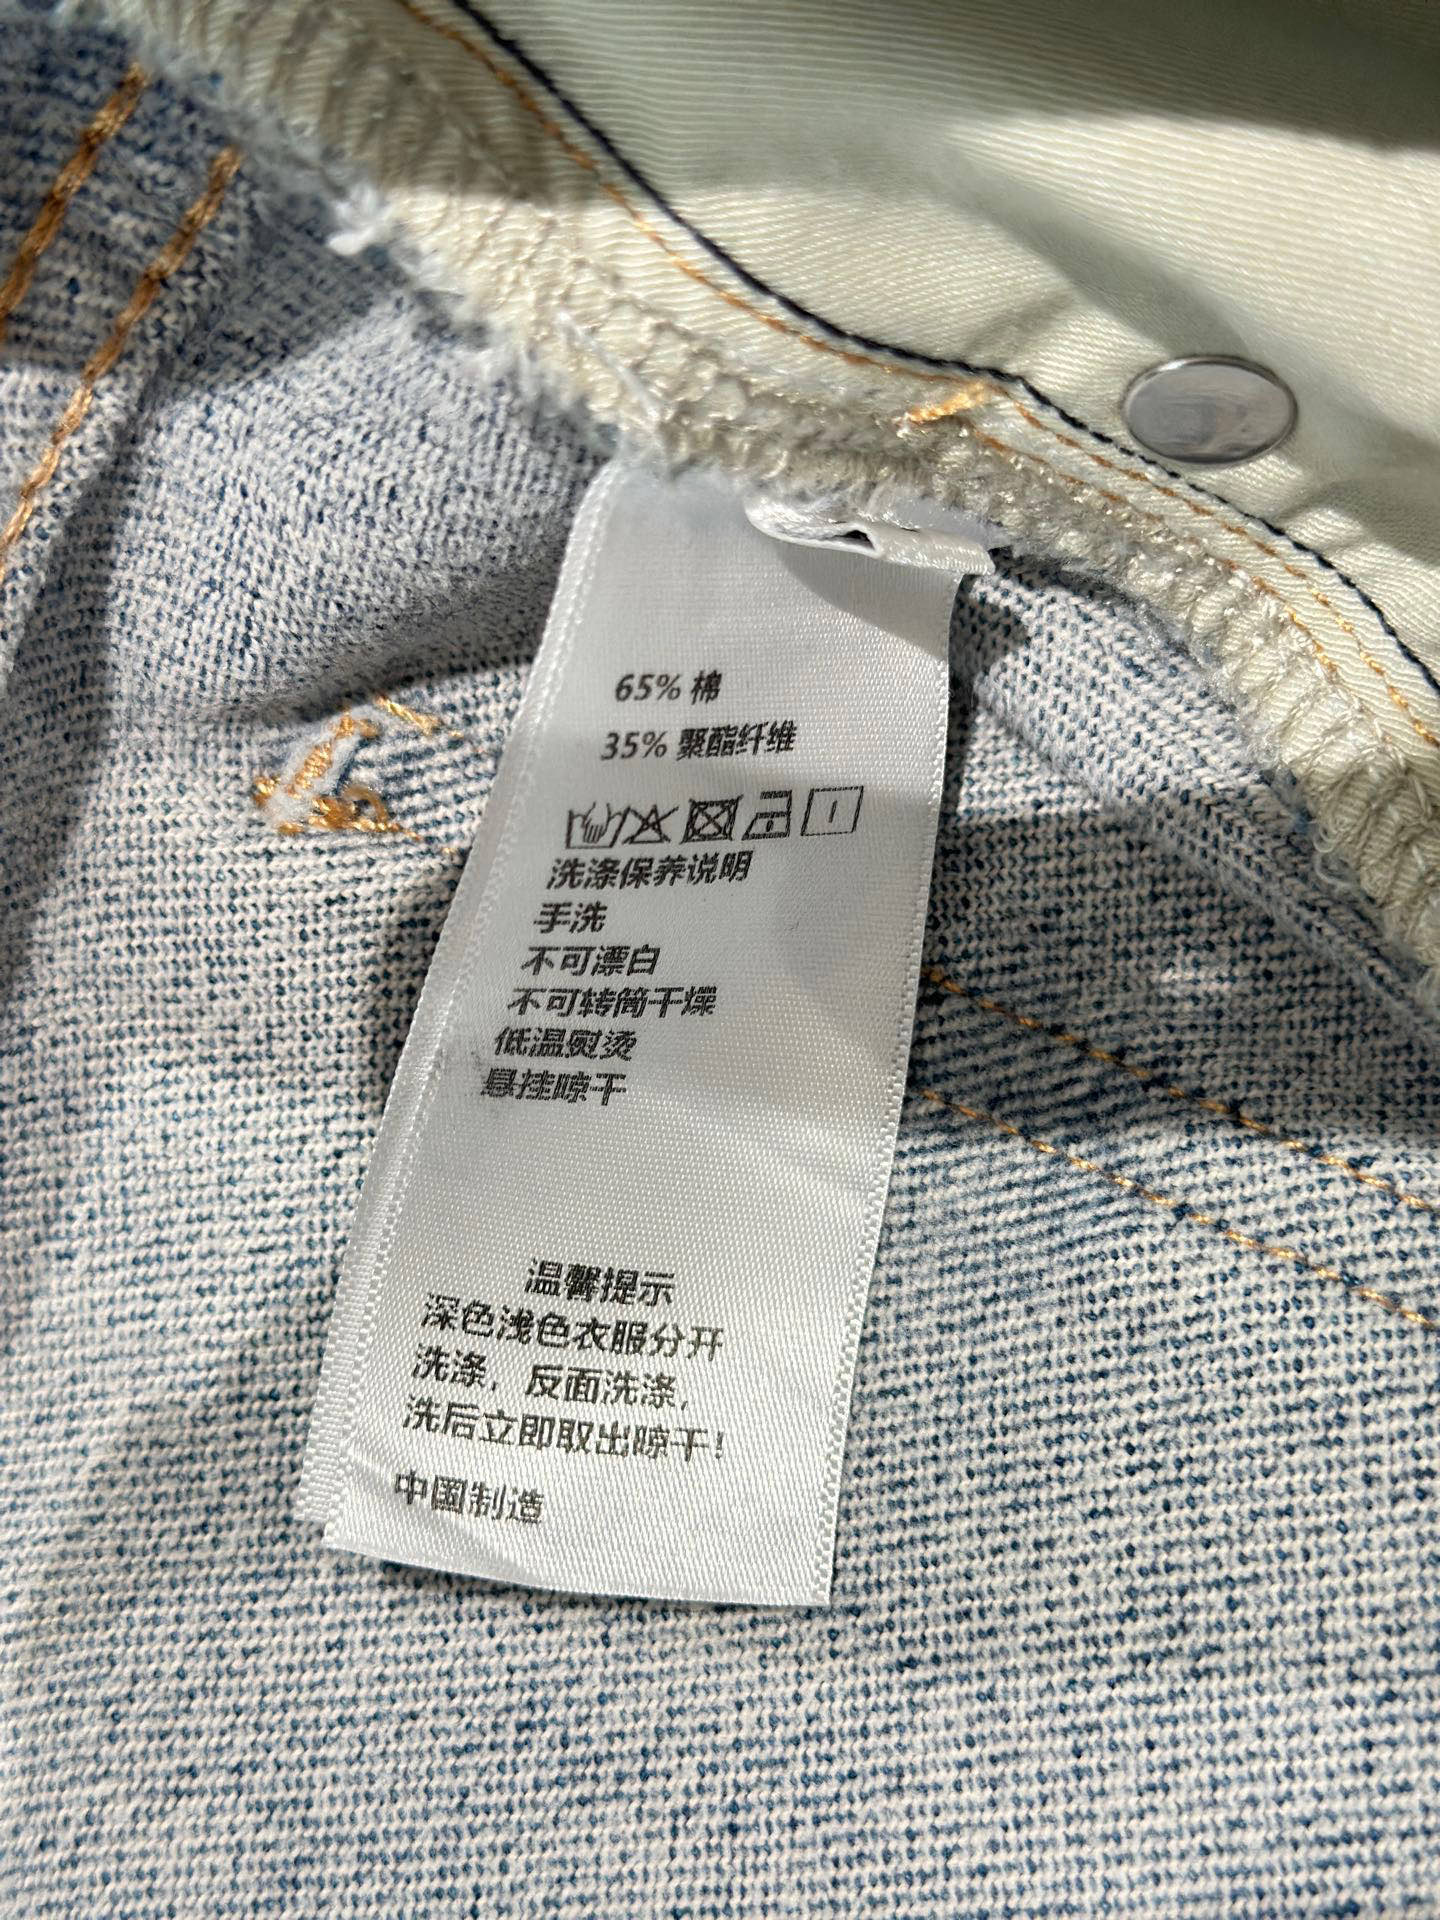 65% 棉
35% 聚酯纤维
洗涤保养说明
手洗
不可漂白
不可转筒干燥
低温熨烫
悬挂晾干
温馨提示
深色浅色衣服分开
洗涤，反面洗涤，
洗后立即取出晾干！
中国制造